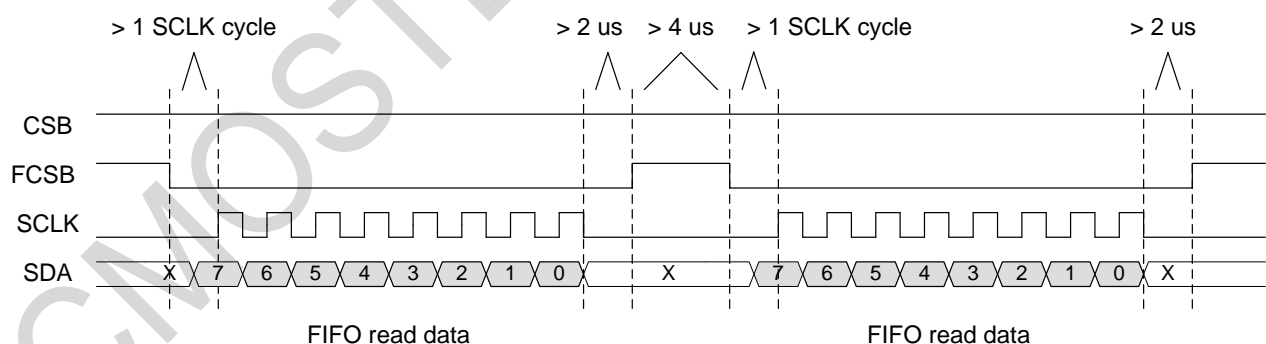 > 1 SCLK cycle > 2 us > 4 us > 1 SCLK cycle > 2 us
CSB
FCSB
SCLK
SDA X 7 6 5 4 3 2 1 0 X 7 6 5 4 3 2 1 0 X
FIFO read data FIFO read data